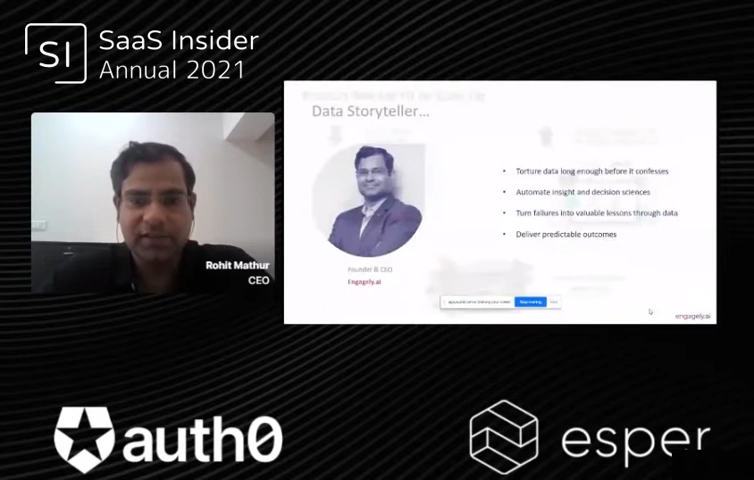 SI
SaaS Insider
Annual 2021
Data Storyteller...
• Torture data long enough before it confesses
• Automate insight and decision sciences
• Turn failures into valuable lessons through data
• Deliver predictable outcomes
Founder & CEO
Engagely.ai
Rohit Mathur
CEO
Stop sharing
engagely.ai
auth0
esper